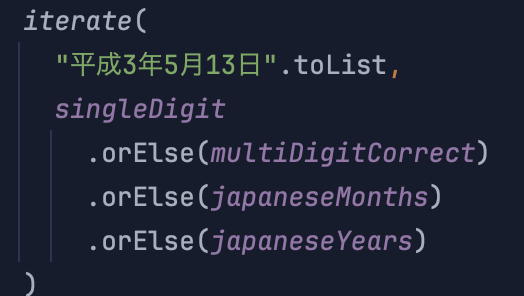 iterate(
"平成3年5月13日".toList,
singleDigit
.orElse(multiDigitCorrect)
.orElse(japaneseMonths)
.orElse(japaneseYears)
)